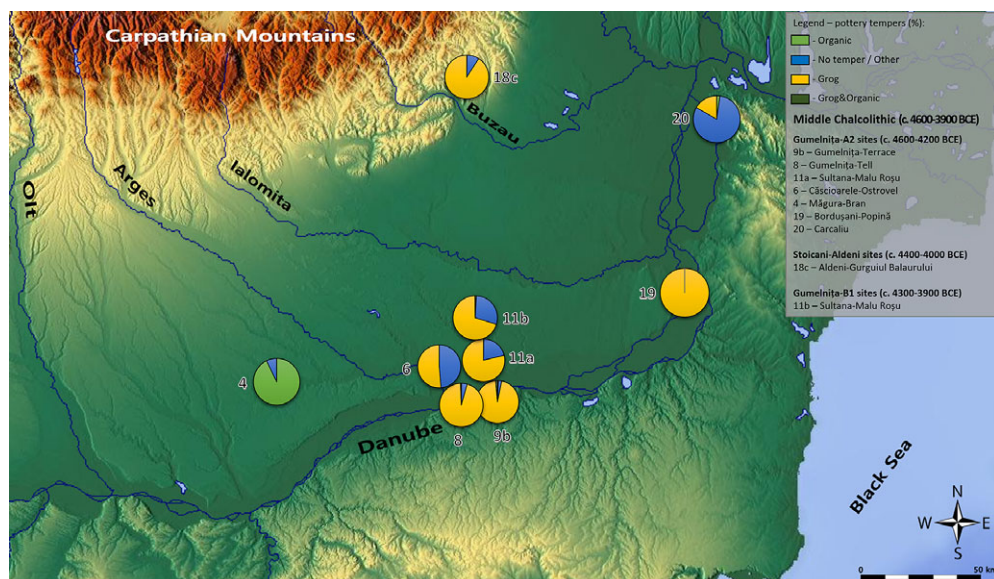 Carpathian Mountains
Legend – pottery tempers (%):
- Organic
- No temper / Other
- Grog
- Grog&Organic
Middle Chalcolithic (c. 4600-3900 BCE)
Gumelnița-A2 sites (c. 4600-4200 BCE)
9b – Gumelnița-Terrace
8 – Gumelnița-Tell
11a – Sultana-Malu Roșu
6 – Căscioarele-Ostrovel
4 – Măgura-Bran
19 – Bordușani-Popină
20 – Carcaliu
Stoicani-Aldeni sites (c. 4400-4000 BCE)
18c – Aldeni-Gurguiul Balaurului
Gumelnița-B1 sites (c. 4300-3900 BCE)
11b – Sultana-Malu Roșu
18c
Buzau
20
Olt
Arges
Ialomita
19
11b
11a
6
4
8
9b
Danube
Black Sea
N
W
E
S
0
50 km